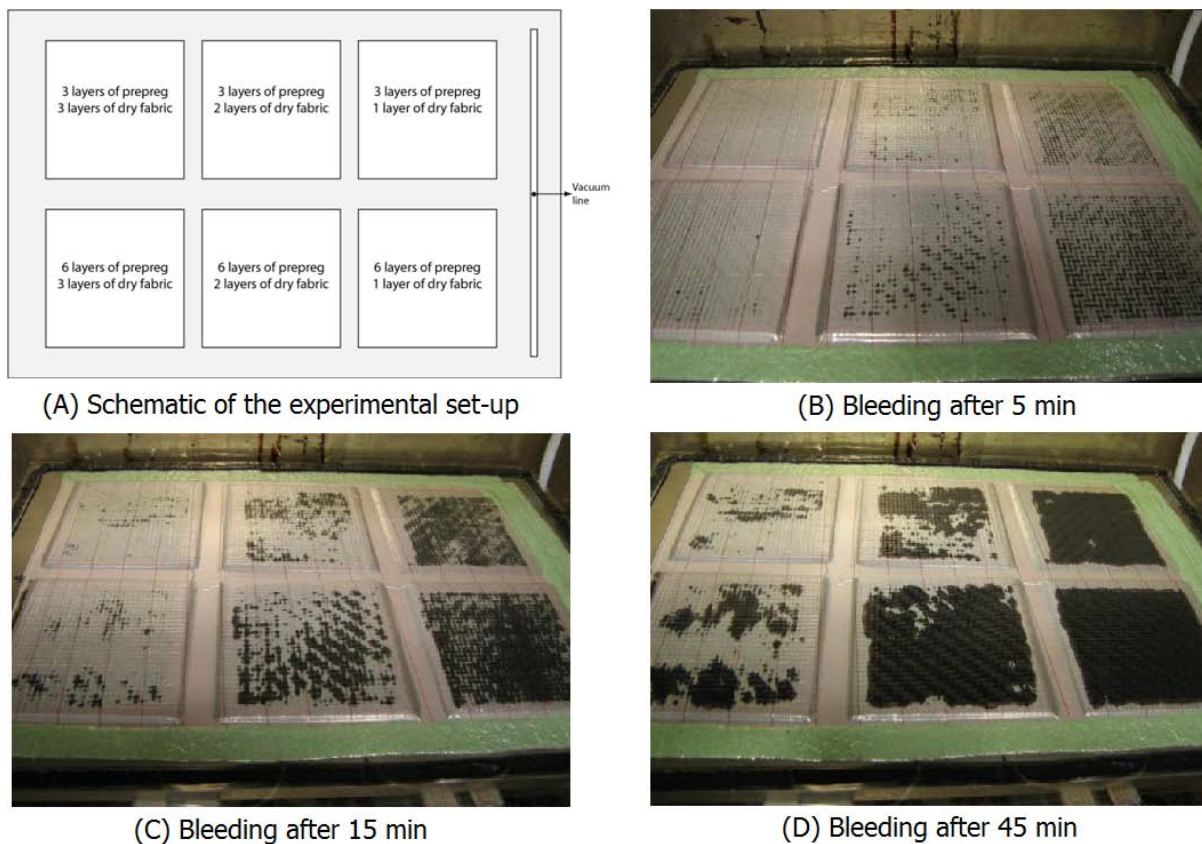 3 layers of prepreg
3 layers of dry fabric
3 layers of prepreg
2 layers of dry fabric
3 layers of prepreg
1 layer of dry fabric
Vacuum
line
6 layers of prepreg
3 layers of dry fabric
6 layers of prepreg
2 layers of dry fabric
6 layers of prepreg
1 layer of dry fabric
(A) Schematic of the experimental set-up
(B) Bleeding after 5 min
(C) Bleeding after 15 min
(D) Bleeding after 45 min